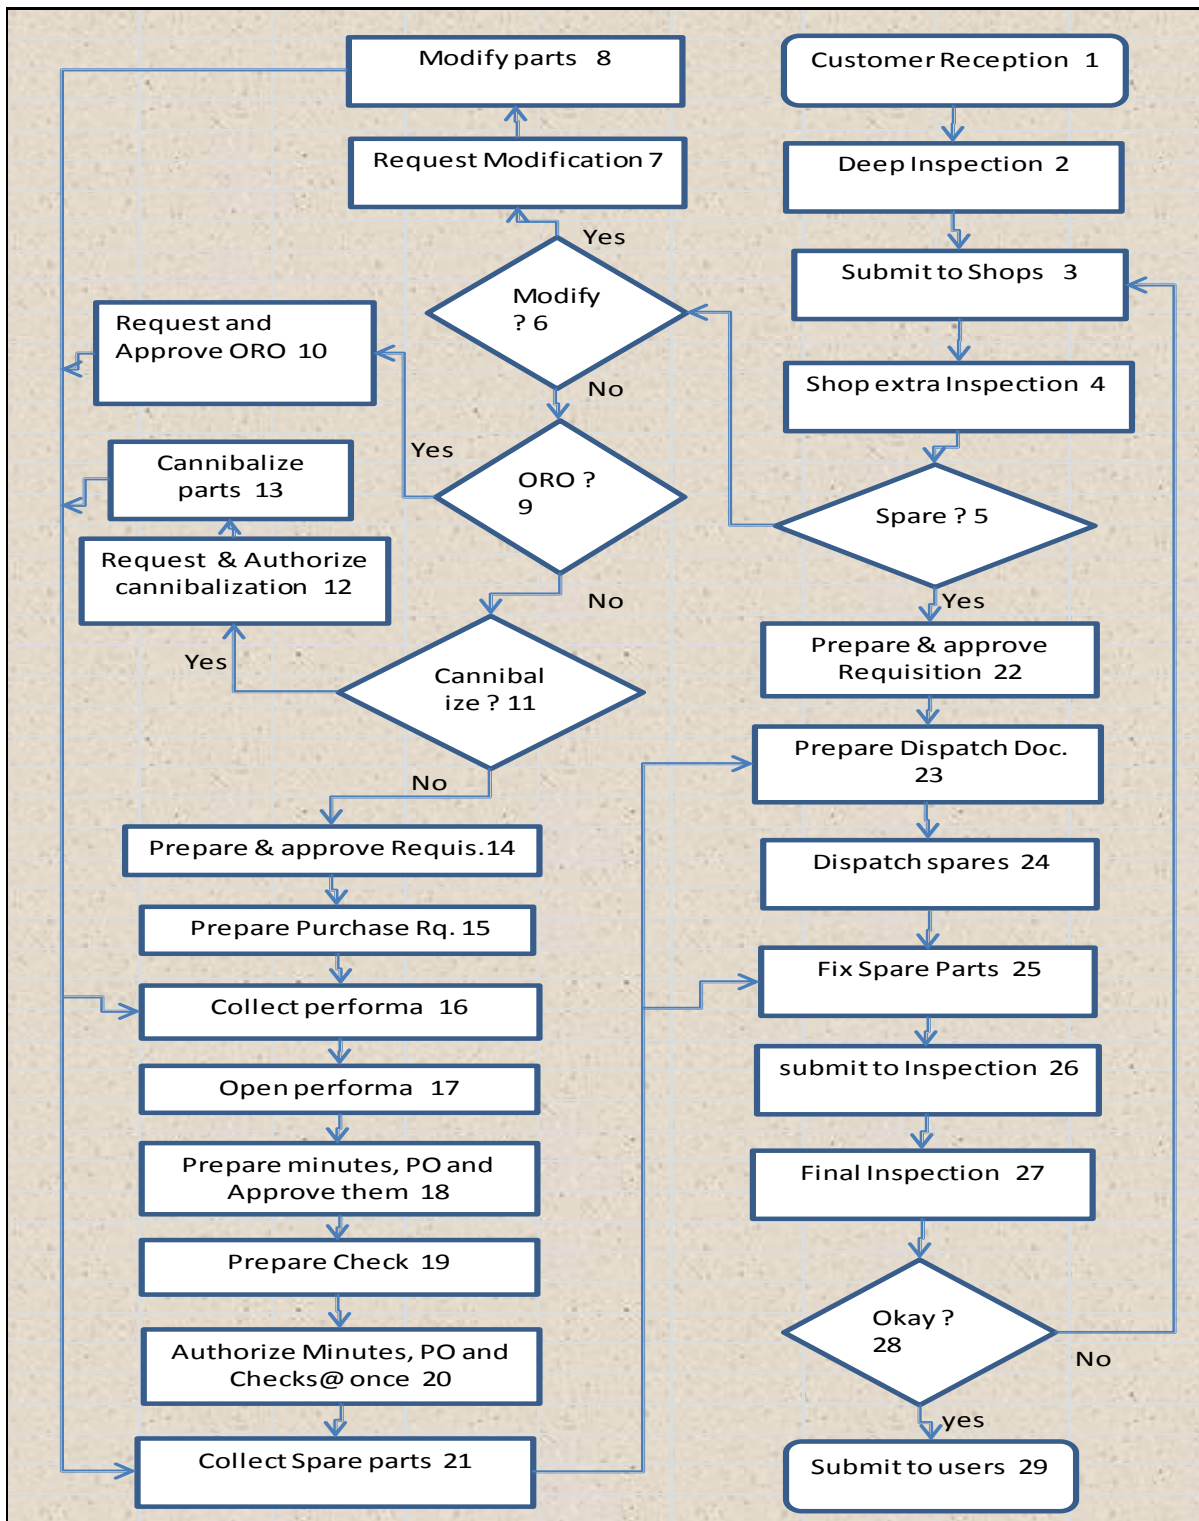 Customer Reception 1
Deep Inspection 2
Submit to Shops 3
Shop extra Inspection 4
Spare ? 5
Yes
Modify
? 6
Yes
No
Request Modification 7
Modify parts 8
ORO ?
9
Yes
No
Request and
Approve ORO 10
Cannibal
ize ? 11
Yes
No
Request & Authorize
cannibalization 12
Cannibalize
parts 13
Prepare & approve Requis.14
Prepare Purchase Rq. 15
Collect performa 16
Open performa 17
Prepare minutes, PO and
Approve them 18
Prepare Check 19
Authorize Minutes, PO and
Checks@ once 20
Collect Spare parts 21
Prepare & approve
Requisition 22
Prepare Dispatch Doc.
23
Dispatch spares 24
Fix Spare Parts 25
submit to Inspection 26
Final Inspection 27
Okay ?
28
No
yes
Submit to users 29